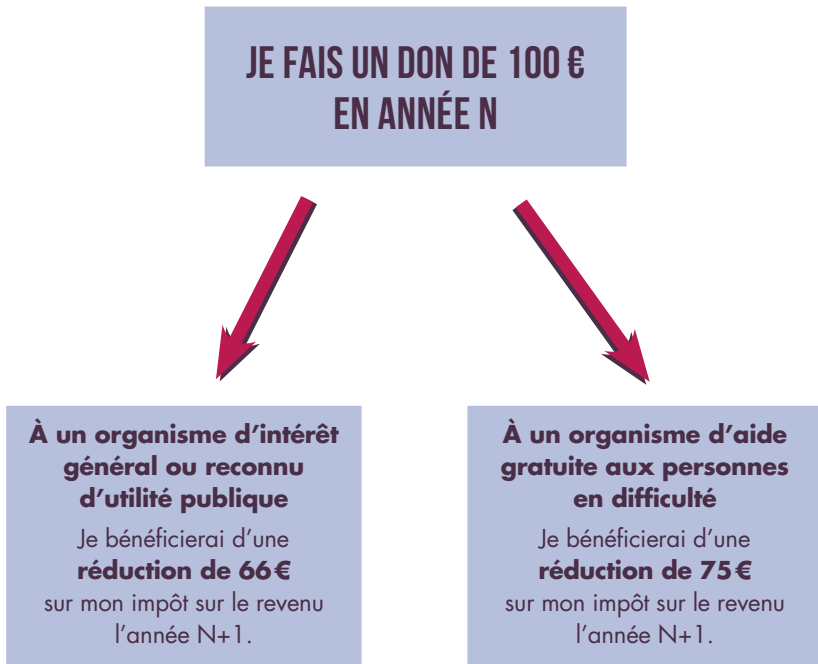 JE FAIS UN DON DE 100 €
EN ANNÉE N
À un organisme d’intérêt
général ou reconnu
d’utilité publique
Je bénéficierai d’une
réduction de 66 €
sur mon impôt sur le revenu
l’année N+1.
À un organisme d’aide
gratuite aux personnes
en difficulté
Je bénéficierai d’une
réduction de 75 €
sur mon impôt sur le revenu
l’année N+1.